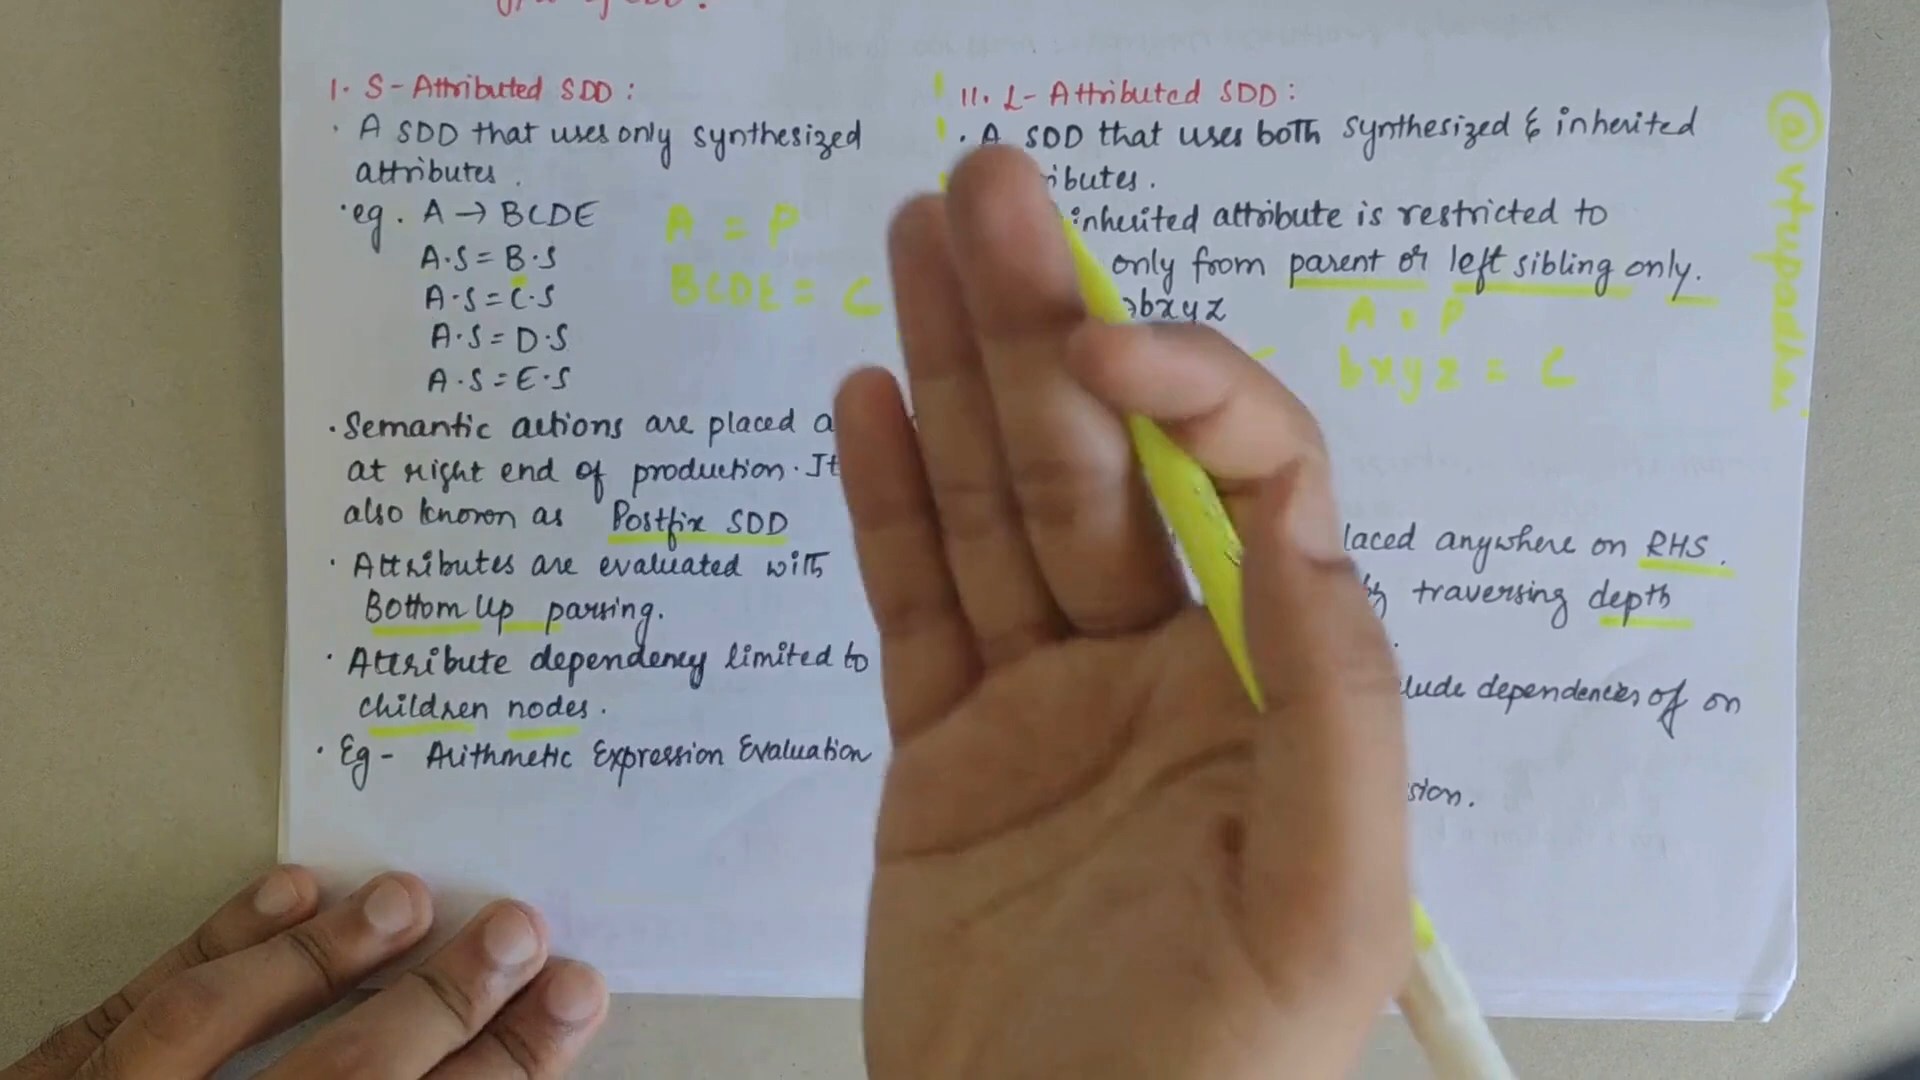 I. S-Attributed SDD:
· A SDD that uses only synthesized
attributes.
· eg. A → BCDE
A·S = B·S
A·S = C·S
A·S = D·S
A·S = E·S
A = P
BCDE = C
· Semantic actions are placed
at right end of production. It
also known as Postfix SDD
· Attributes are evaluated with
Bottom Up parsing.
· Attribute dependency limited to
children nodes.
· Eg - Arithmetic Expression Evaluation
II. L-Attributed SDD:
· A SDD that uses both synthesized & inherited
ibutes.
inherited attribute is restricted to
only from parent or left sibling only.
bxyz
A = P
bxyz = C
laced anywhere on RHS.
by traversing depth
lude dependencies of on
sion.
@vtupadhai